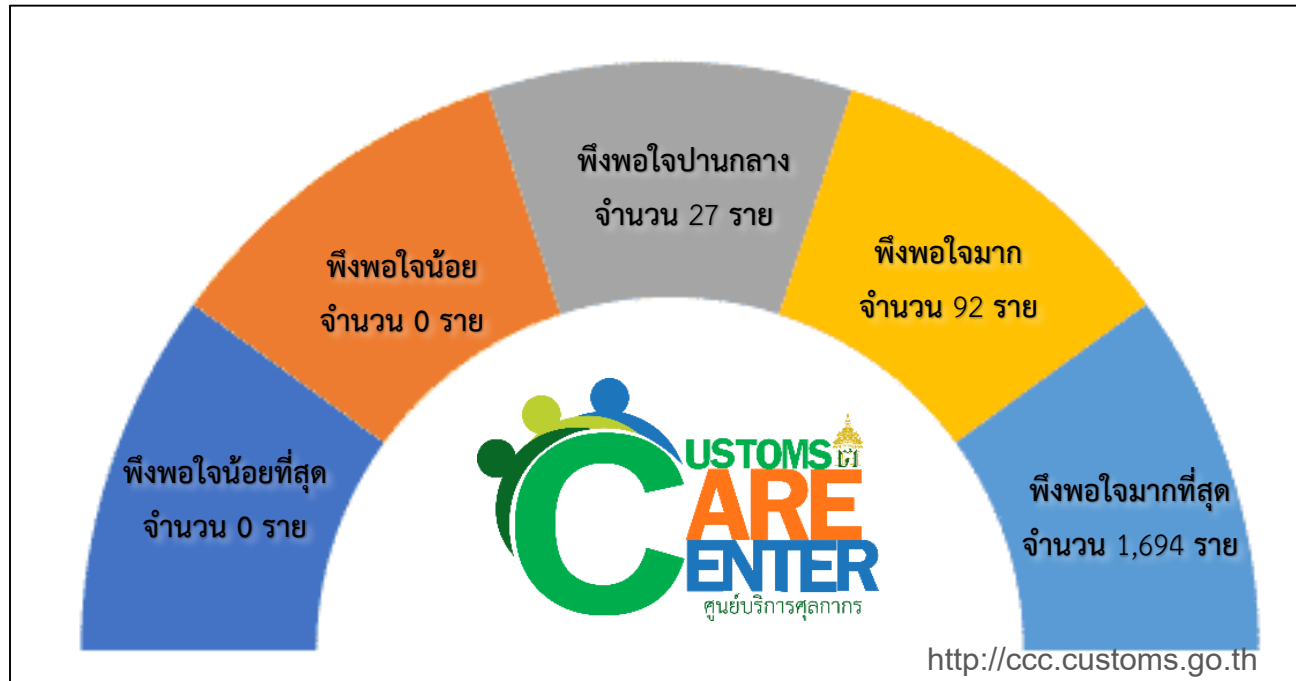 พึงพอใจปานกลาง
จำนวน 27 ราย
พึงพอใจน้อย
จำนวน 0 ราย
พึงพอใจมาก
จำนวน 92 ราย
พึงพอใจน้อยที่สุด
จำนวน 0 ราย
พึงพอใจมากที่สุด
จำนวน 1,694 ราย
CUSTOMS
CARE
CENTER
ศูนย์บริการศุลกากร
http://ccc.customs.go.th